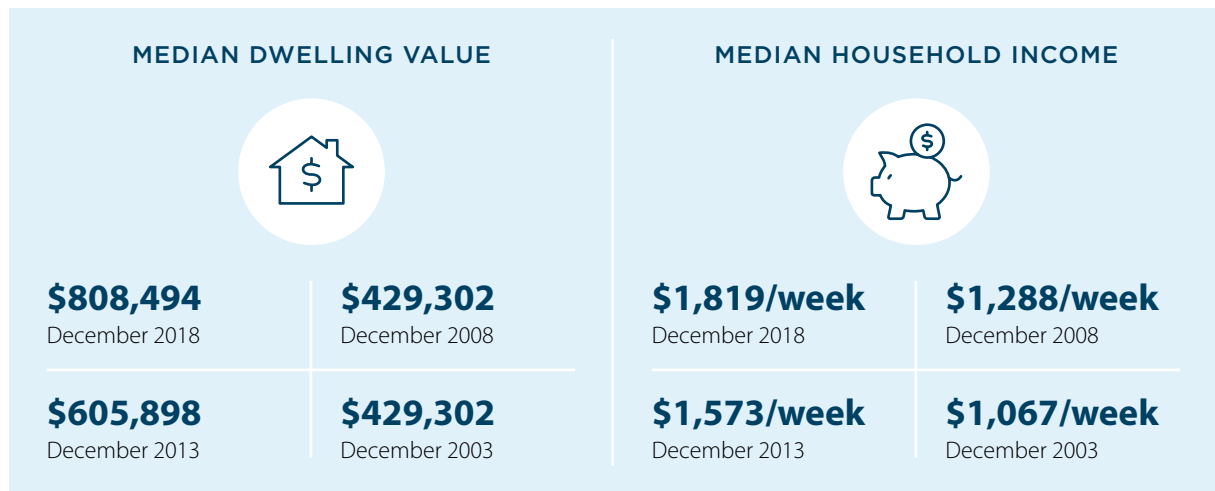 MEDIAN DWELLING VALUE
$
$808,494
December 2018
$429,302
December 2008
$605,898
December 2013
$429,302
December 2003
MEDIAN HOUSEHOLD INCOME
$
$1,819/week
December 2018
$1,288/week
December 2008
$1,573/week
December 2013
$1,067/week
December 2003